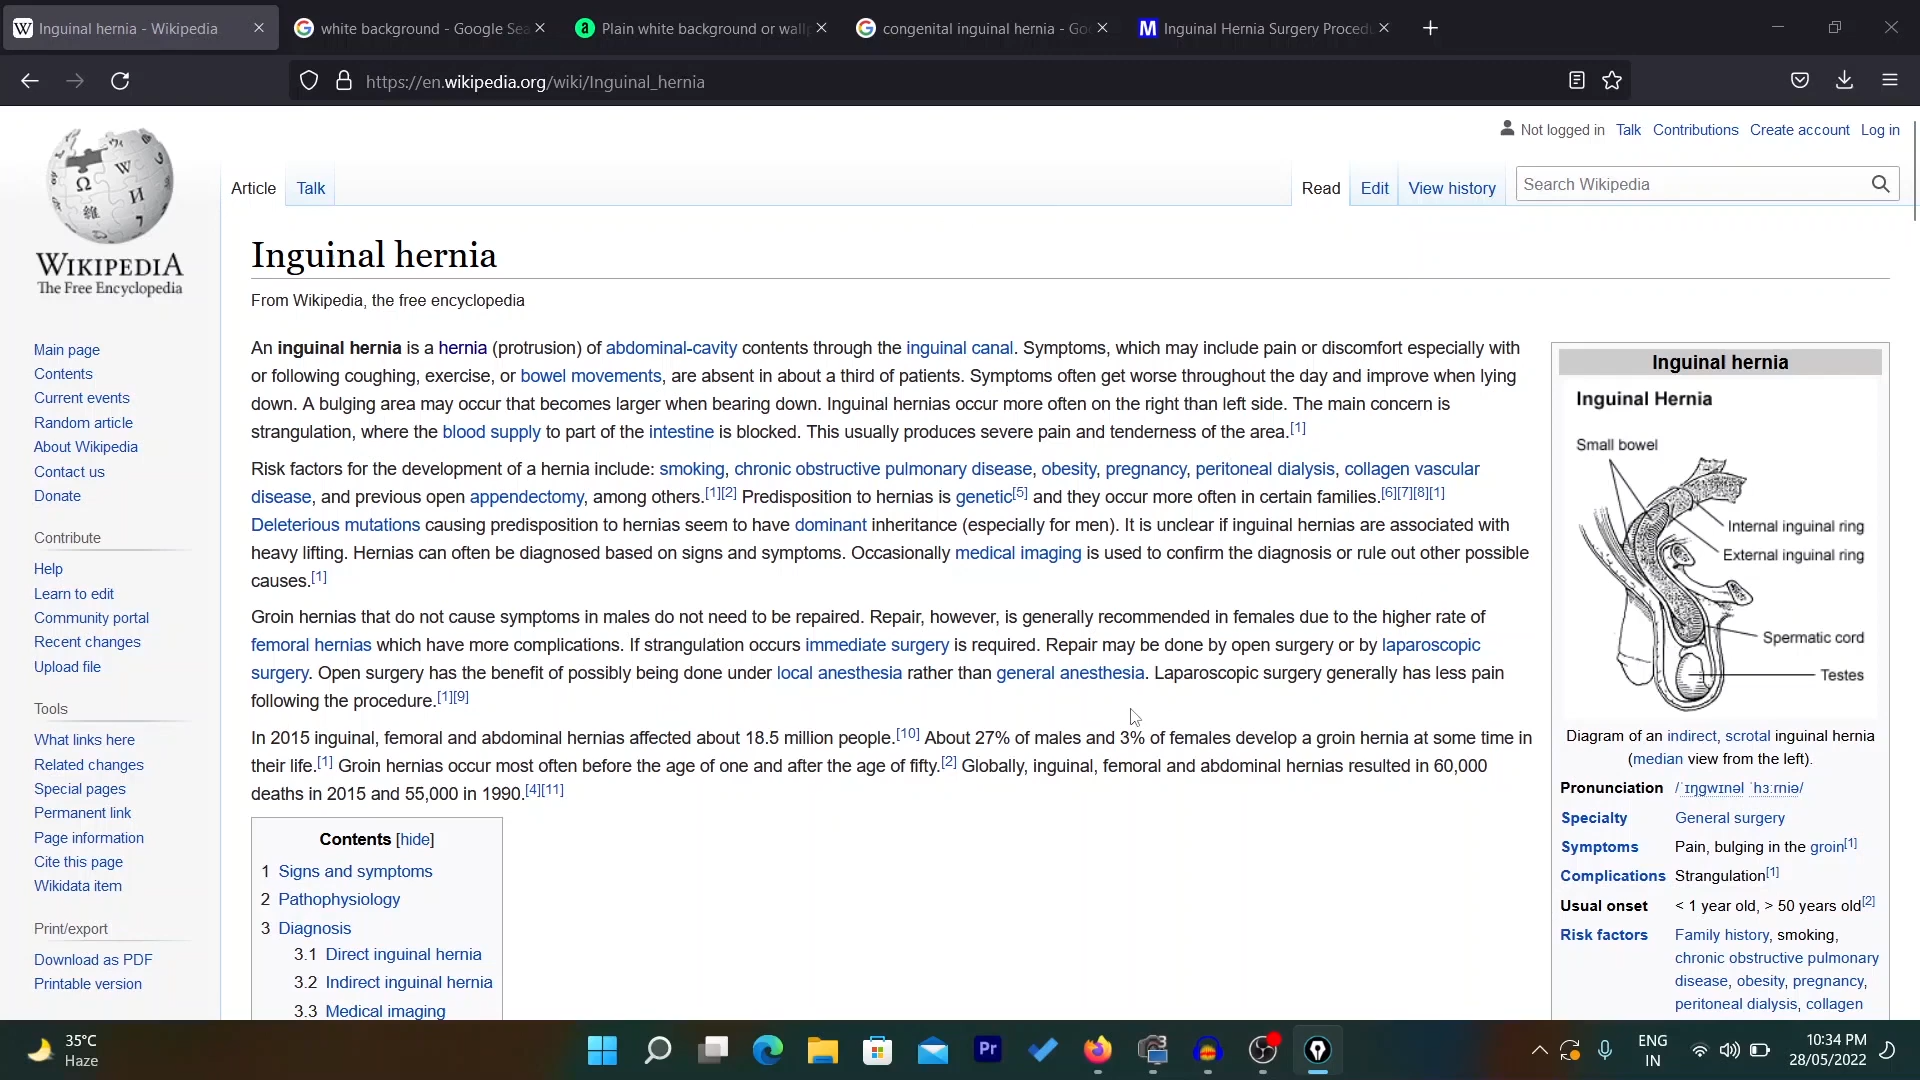 Inguinal hernia - Wikipedia
white background - Google Sea
Plain white background or wallp
congenital inguinal hernia - Goo
Inguinal Hernia Surgery Procedu
https://en.wikipedia.org/wiki/Inguinal_hernia
Not logged in Talk Contributions Create account Log in
Article Talk Read Edit View history Search Wikipedia
WIKIPEDIA
The Free Encyclopedia
Main page
Contents
Current events
Random article
About Wikipedia
Contact us
Donate
Contribute
Help
Learn to edit
Community portal
Recent changes
Upload file
Tools
What links here
Related changes
Special pages
Permanent link
Page information
Cite this page
Wikidata item
Print/export
Download as PDF
Printable version
Inguinal hernia
From Wikipedia, the free encyclopedia
An inguinal hernia is a hernia (protrusion) of abdominal-cavity contents through the inguinal canal. Symptoms, which may include pain or discomfort especially with
or following coughing, exercise, or bowel movements, are absent in about a third of patients. Symptoms often get worse throughout the day and improve when lying
down. A bulging area may occur that becomes larger when bearing down. Inguinal hernias occur more often on the right than left side. The main concern is
strangulation, where the blood supply to part of the intestine is blocked. This usually produces severe pain and tenderness of the area.[1]
Risk factors for the development of a hernia include: smoking, chronic obstructive pulmonary disease, obesity, pregnancy, peritoneal dialysis, collagen vascular
disease, and previous open appendectomy, among others.[1][2] Predisposition to hernias is genetic[5] and they occur more often in certain families.[6][7][8][1]
Deleterious mutations causing predisposition to hernias seem to have dominant inheritance (especially for men). It is unclear if inguinal hernias are associated with
heavy lifting. Hernias can often be diagnosed based on signs and symptoms. Occasionally medical imaging is used to confirm the diagnosis or rule out other possible
causes.[1]
Groin hernias that do not cause symptoms in males do not need to be repaired. Repair, however, is generally recommended in females due to the higher rate of
femoral hernias which have more complications. If strangulation occurs immediate surgery is required. Repair may be done by open surgery or by laparoscopic
surgery. Open surgery has the benefit of possibly being done under local anesthesia rather than general anesthesia. Laparoscopic surgery generally has less pain
following the procedure.[1][9]
In 2015 inguinal, femoral and abdominal hernias affected about 18.5 million people.[10] About 27% of males and 3% of females develop a groin hernia at some time in
their life.[1] Groin hernias occur most often before the age of one and after the age of fifty.[2] Globally, inguinal, femoral and abdominal hernias resulted in 60,000
deaths in 2015 and 55,000 in 1990.[4][11]
Contents [hide]
1 Signs and symptoms
2 Pathophysiology
3 Diagnosis
3.1 Direct inguinal hernia
3.2 Indirect inguinal hernia
3.3 Medical imaging
Inguinal hernia
Inguinal Hernia
Small bowel
Internal inguinal ring
External inguinal ring
Spermatic cord
Testes
Diagram of an indirect, scrotal inguinal hernia
(median view from the left).
Pronunciation /ˈɪŋɡwɪnəl ˈhɜːrniə/
Specialty General surgery
Symptoms Pain, bulging in the groin[1]
Complications Strangulation[1]
Usual onset < 1 year old, > 50 years old[2]
Risk factors Family history, smoking,
chronic obstructive pulmonary
disease, obesity, pregnancy,
peritoneal dialysis, collagen
35°C
Haze
Pr
3
ENG
IN
10:34 PM
28/05/2022